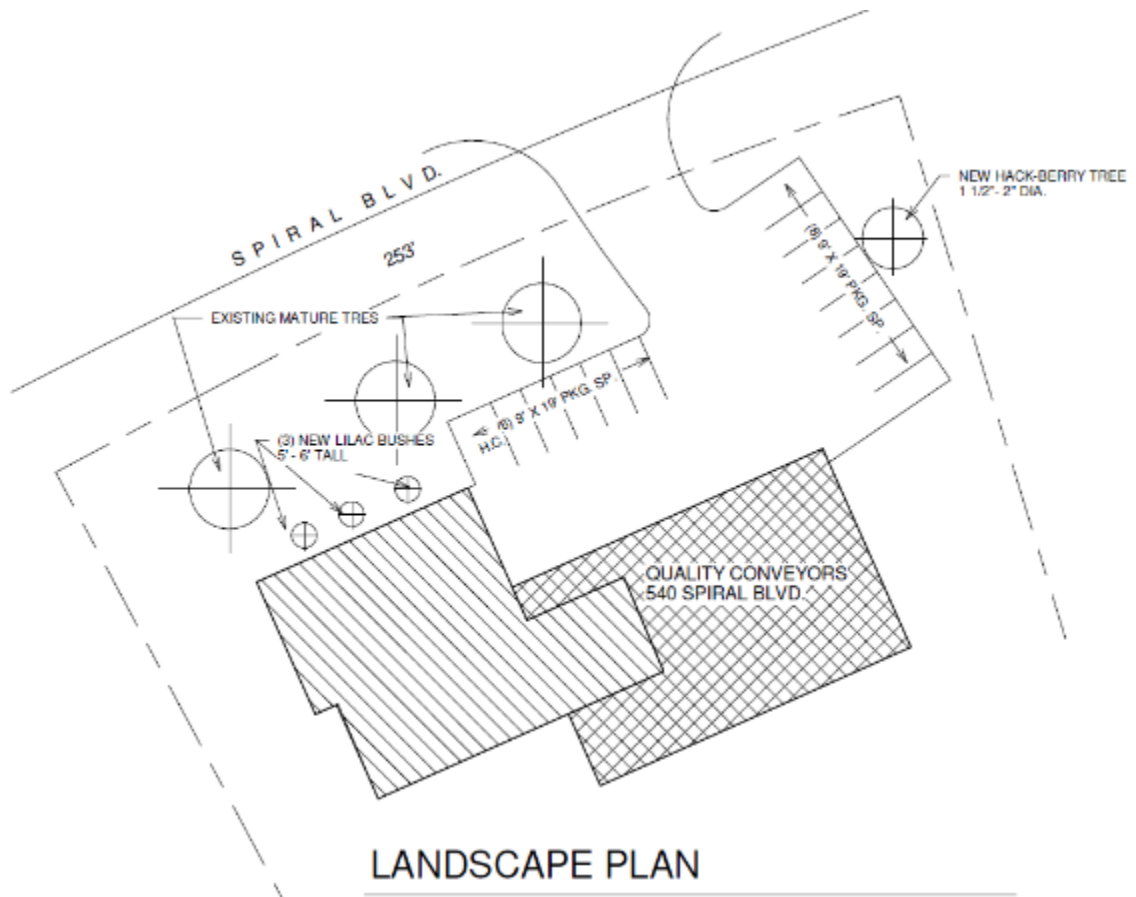 SPIRAL BLVD.
253'
NEW HACK-BERRY TREE
1 1/2"- 2" DIA.
EXISTING MATURE TRES
(6) 9' X 19' PKG. SP.
(6) 9' X 19' PKG. SP.
H.C.
(3) NEW LILAC BUSHES
5' - 6' TALL
QUALITY CONVEYORS
540 SPIRAL BLVD.
LANDSCAPE PLAN